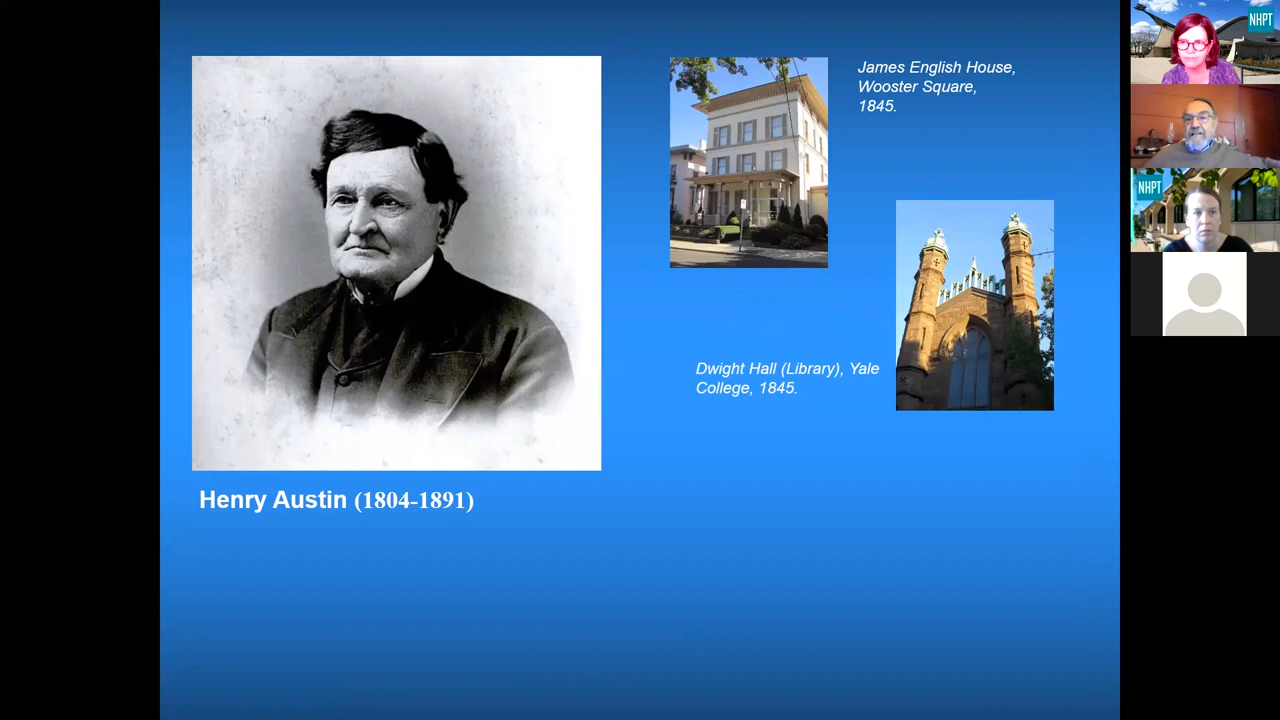 James English House,
Wooster Square,
1845.
Dwight Hall (Library), Yale
College, 1845.
Henry Austin (1804-1891)
NHPT
NHPT